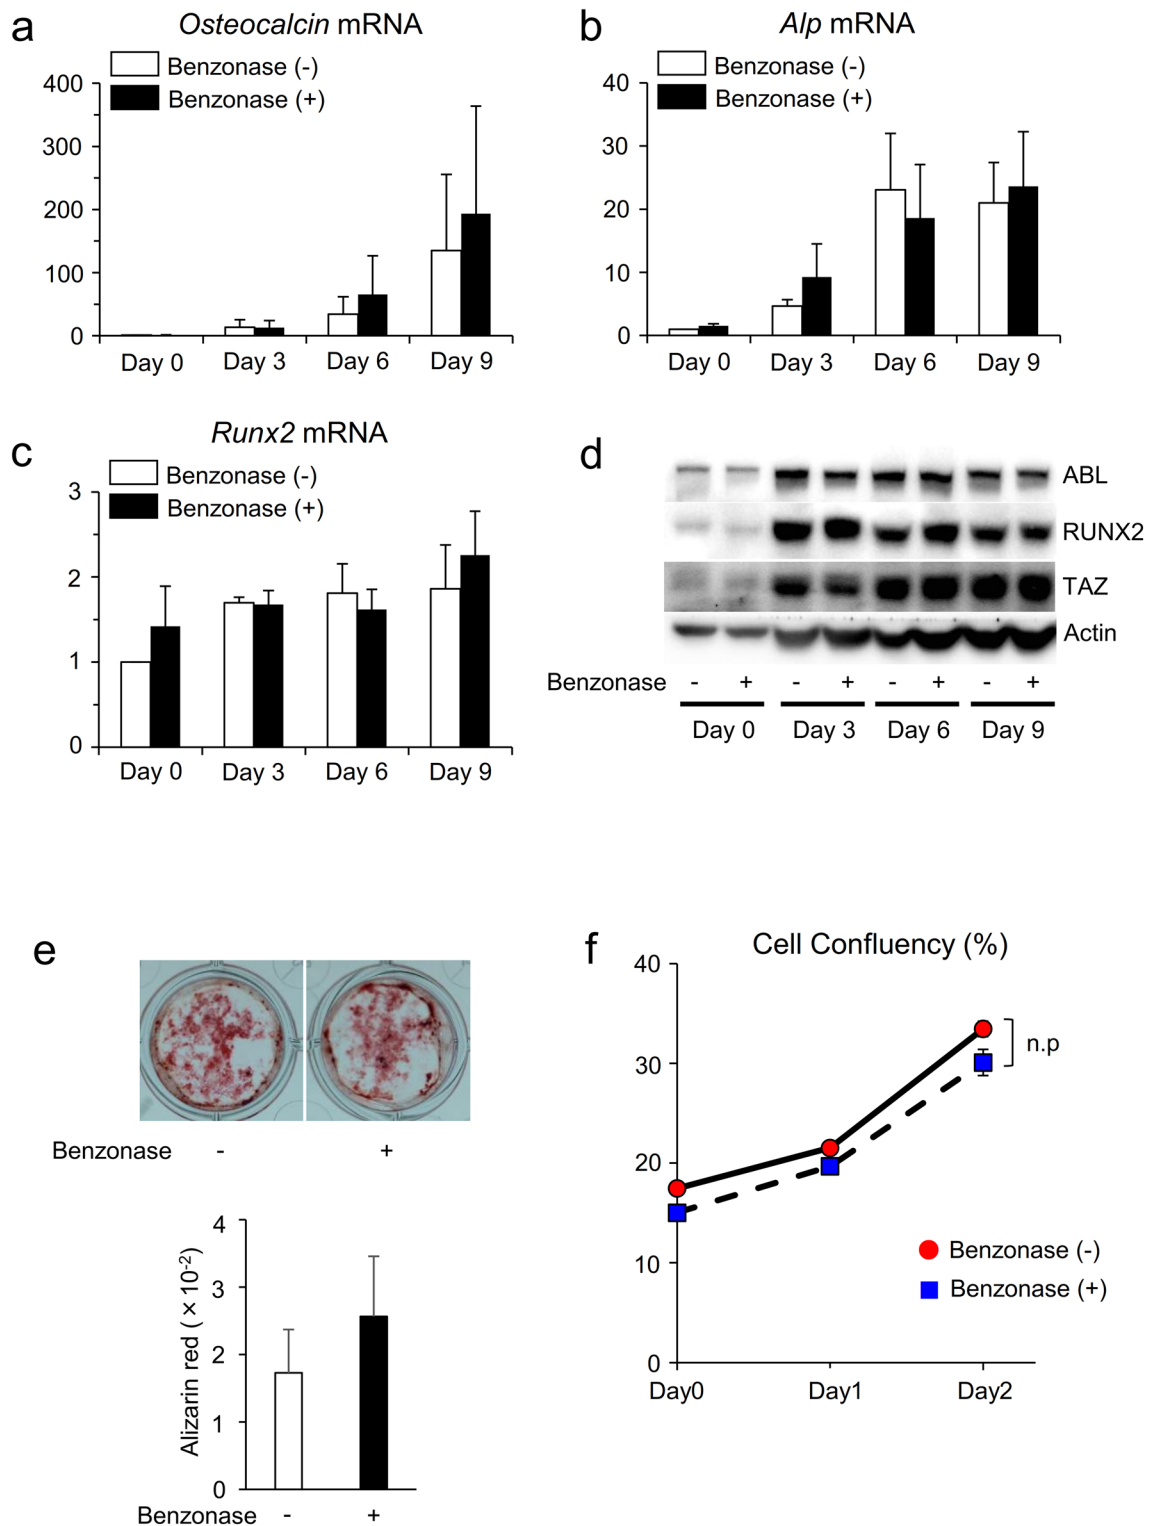 a
Osteocalcin mRNA
Benzonase (-)
Benzonase (+)
400
300
200
100
0
Day 0 Day 3 Day 6 Day 9
b
Alp mRNA
Benzonase (-)
Benzonase (+)
40
30
20
10
0
Day 0 Day 3 Day 6 Day 9
c
Runx2 mRNA
Benzonase (-)
Benzonase (+)
3
2
1
0
Day 0 Day 3 Day 6 Day 9
d
ABL
RUNX2
TAZ
Actin
Benzonase - + - + - + - +
Day 0 Day 3 Day 6 Day 9
e
Benzonase - +
Alizarin red (×10-2)
4
3
2
1
0
Benzonase - +
f
Cell Confluency (%)
40
30
20
10
0
n.p
Benzonase (-)
Benzonase (+)
Day0 Day1 Day2